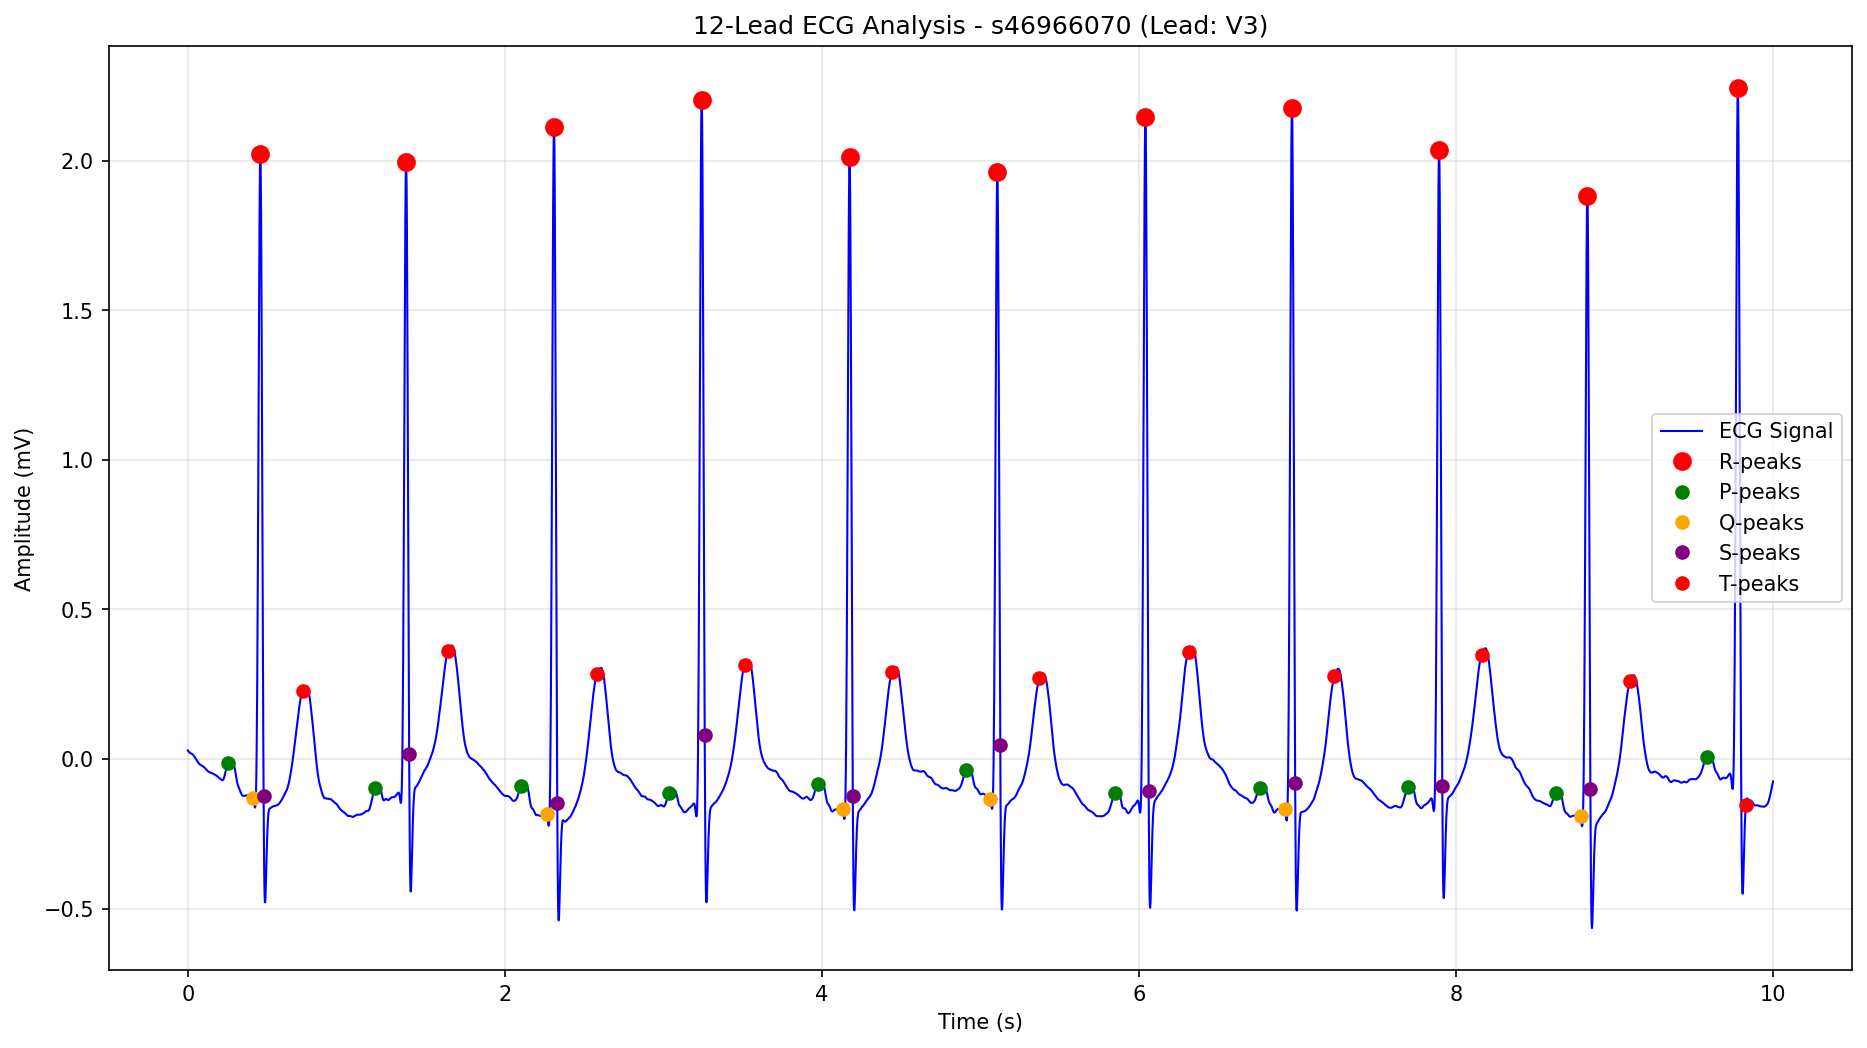 12-Lead ECG Analysis - s46966070 (Lead: V3)
Amplitude (mV)
2.0
1.5
1.0
0.5
0.0
−0.5
ECG Signal
R-peaks
P-peaks
Q-peaks
S-peaks
T-peaks
0 2 4 6 8 10
Time (s)